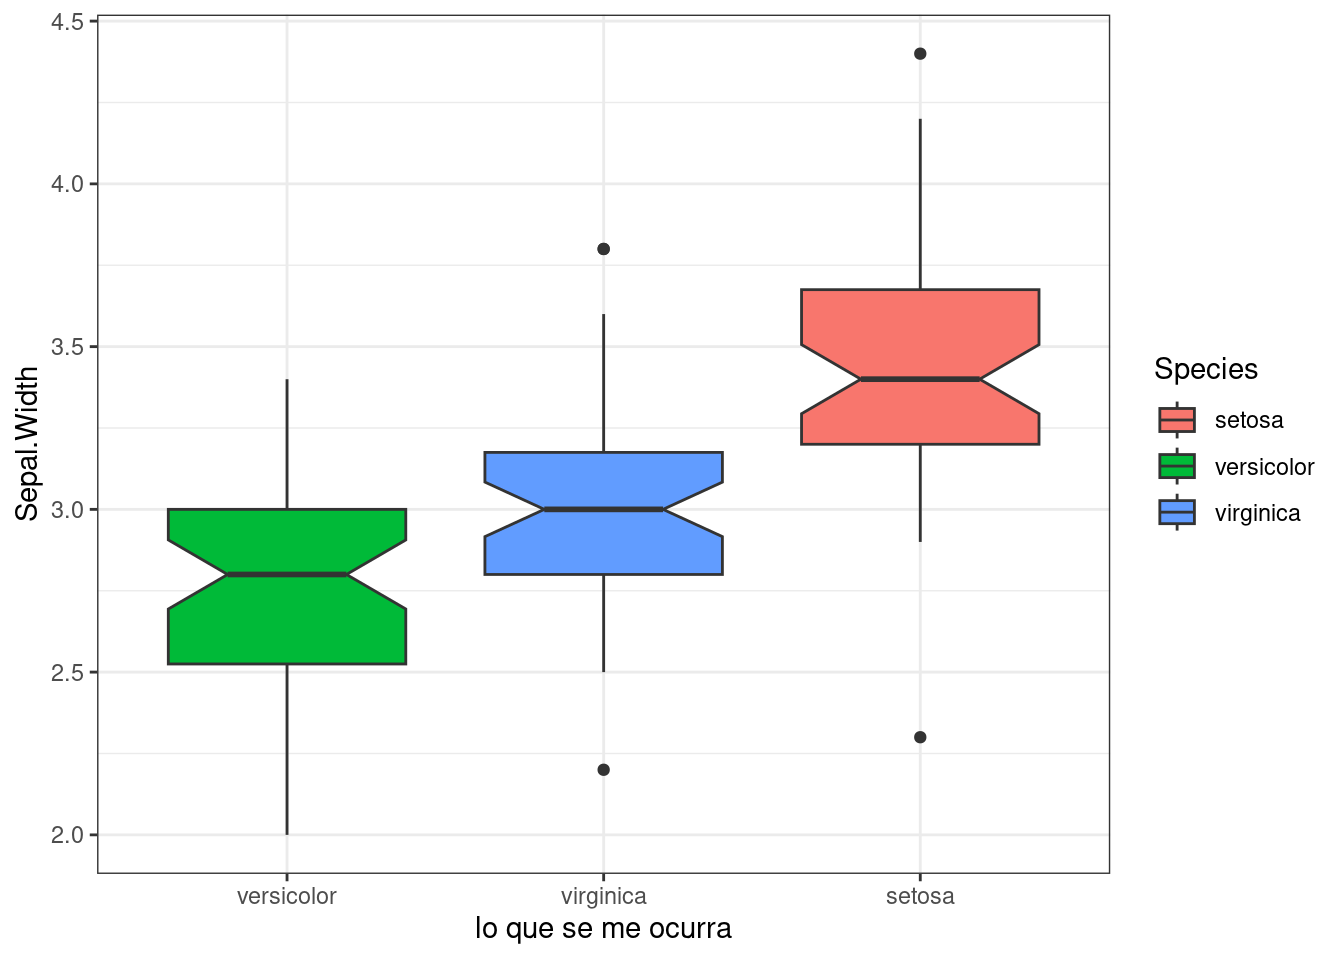 4.5
4.0
3.5
3.0
2.5
2.0
Sepal.Width
versicolor virginica setosa
lo que se me ocurra
Species
setosa
versicolor
virginica